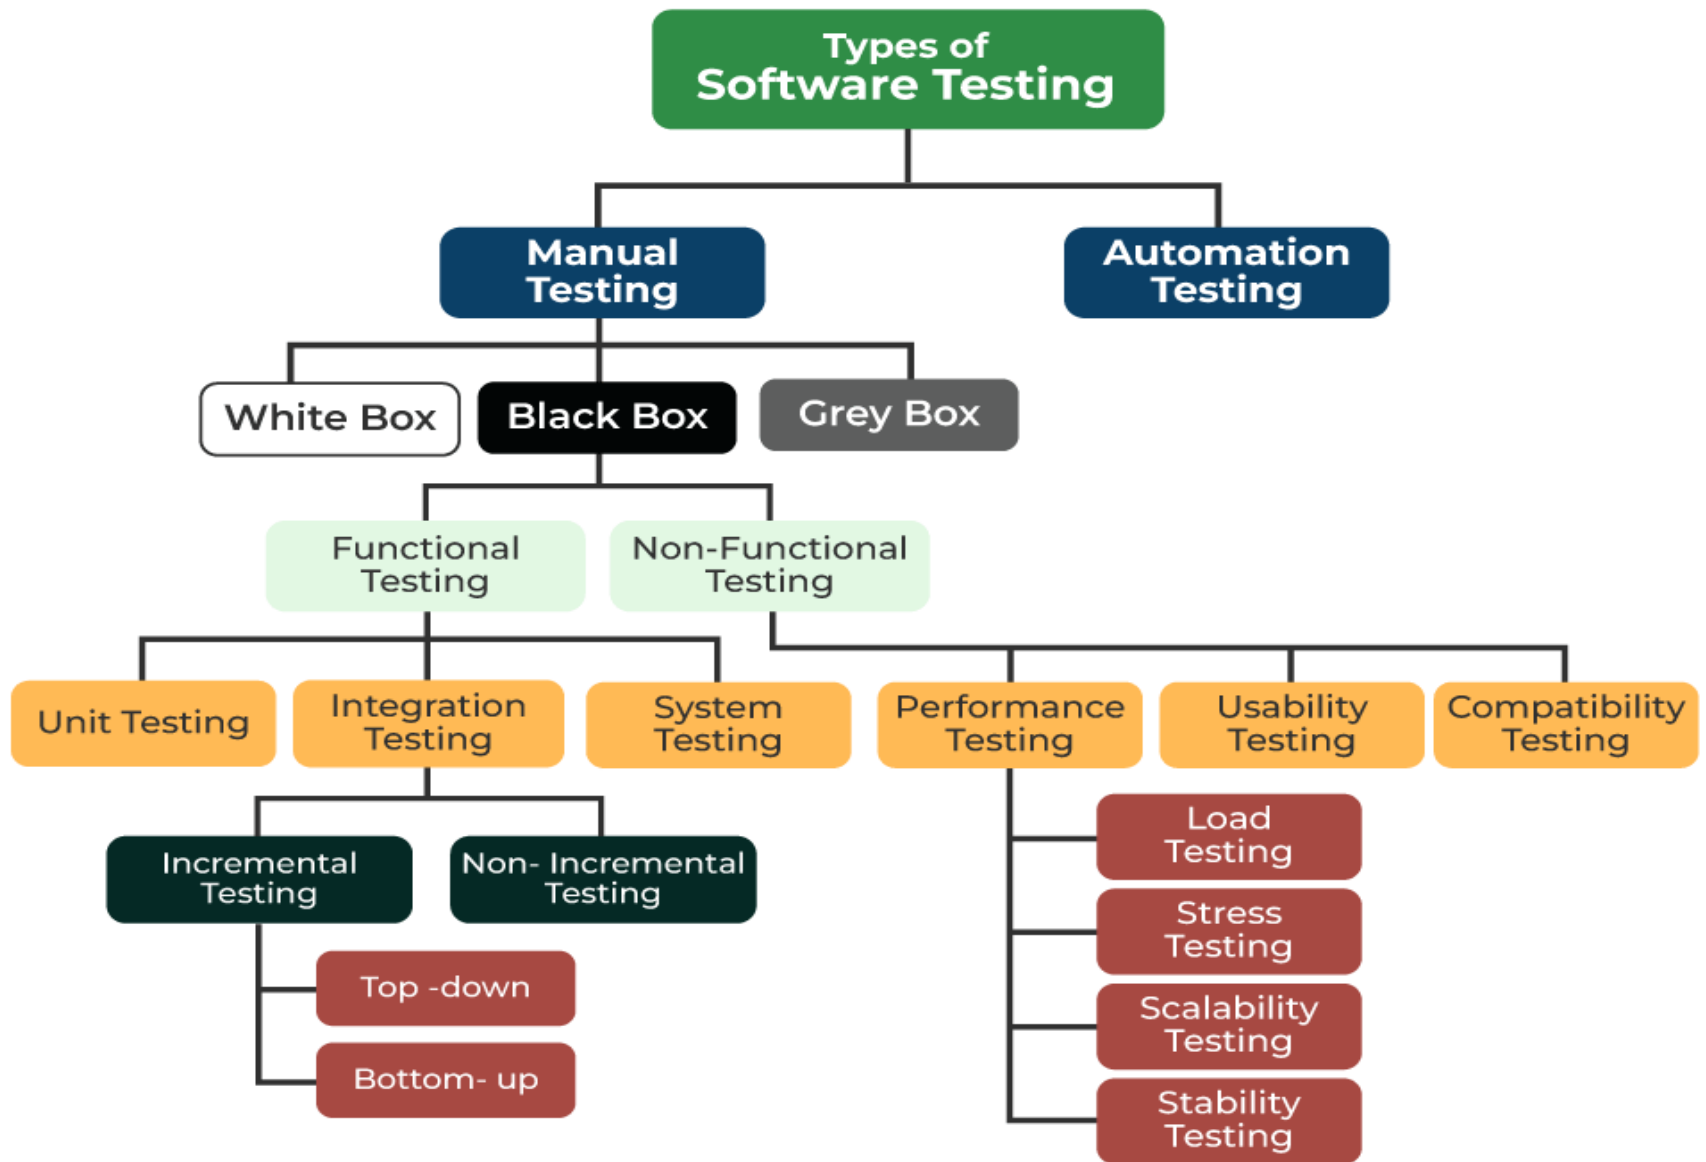 Types of
Software Testing
Manual
Testing
Automation
Testing
White Box
Black Box
Grey Box
Functional
Testing
Non-Functional
Testing
Unit Testing
Integration
Testing
System
Testing
Performance
Testing
Usability
Testing
Compatibility
Testing
Incremental
Testing
Non- Incremental
Testing
Top -down
Bottom- up
Load
Testing
Stress
Testing
Scalability
Testing
Stability
Testing